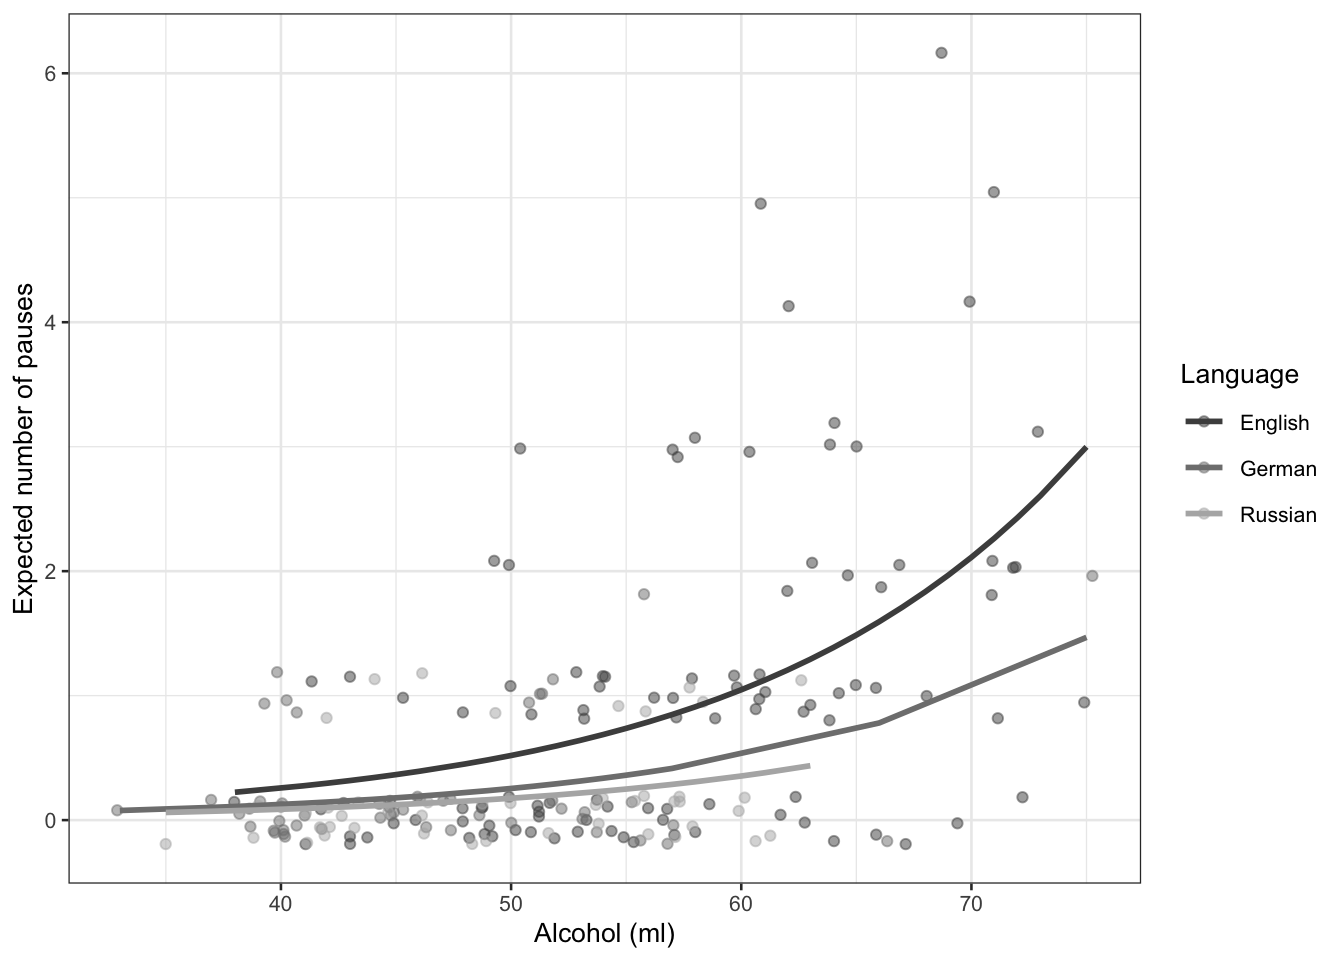 6
4
2
0
Expected number of pauses
40
50
60
70
Alcohol (ml)
Language
English
German
Russian